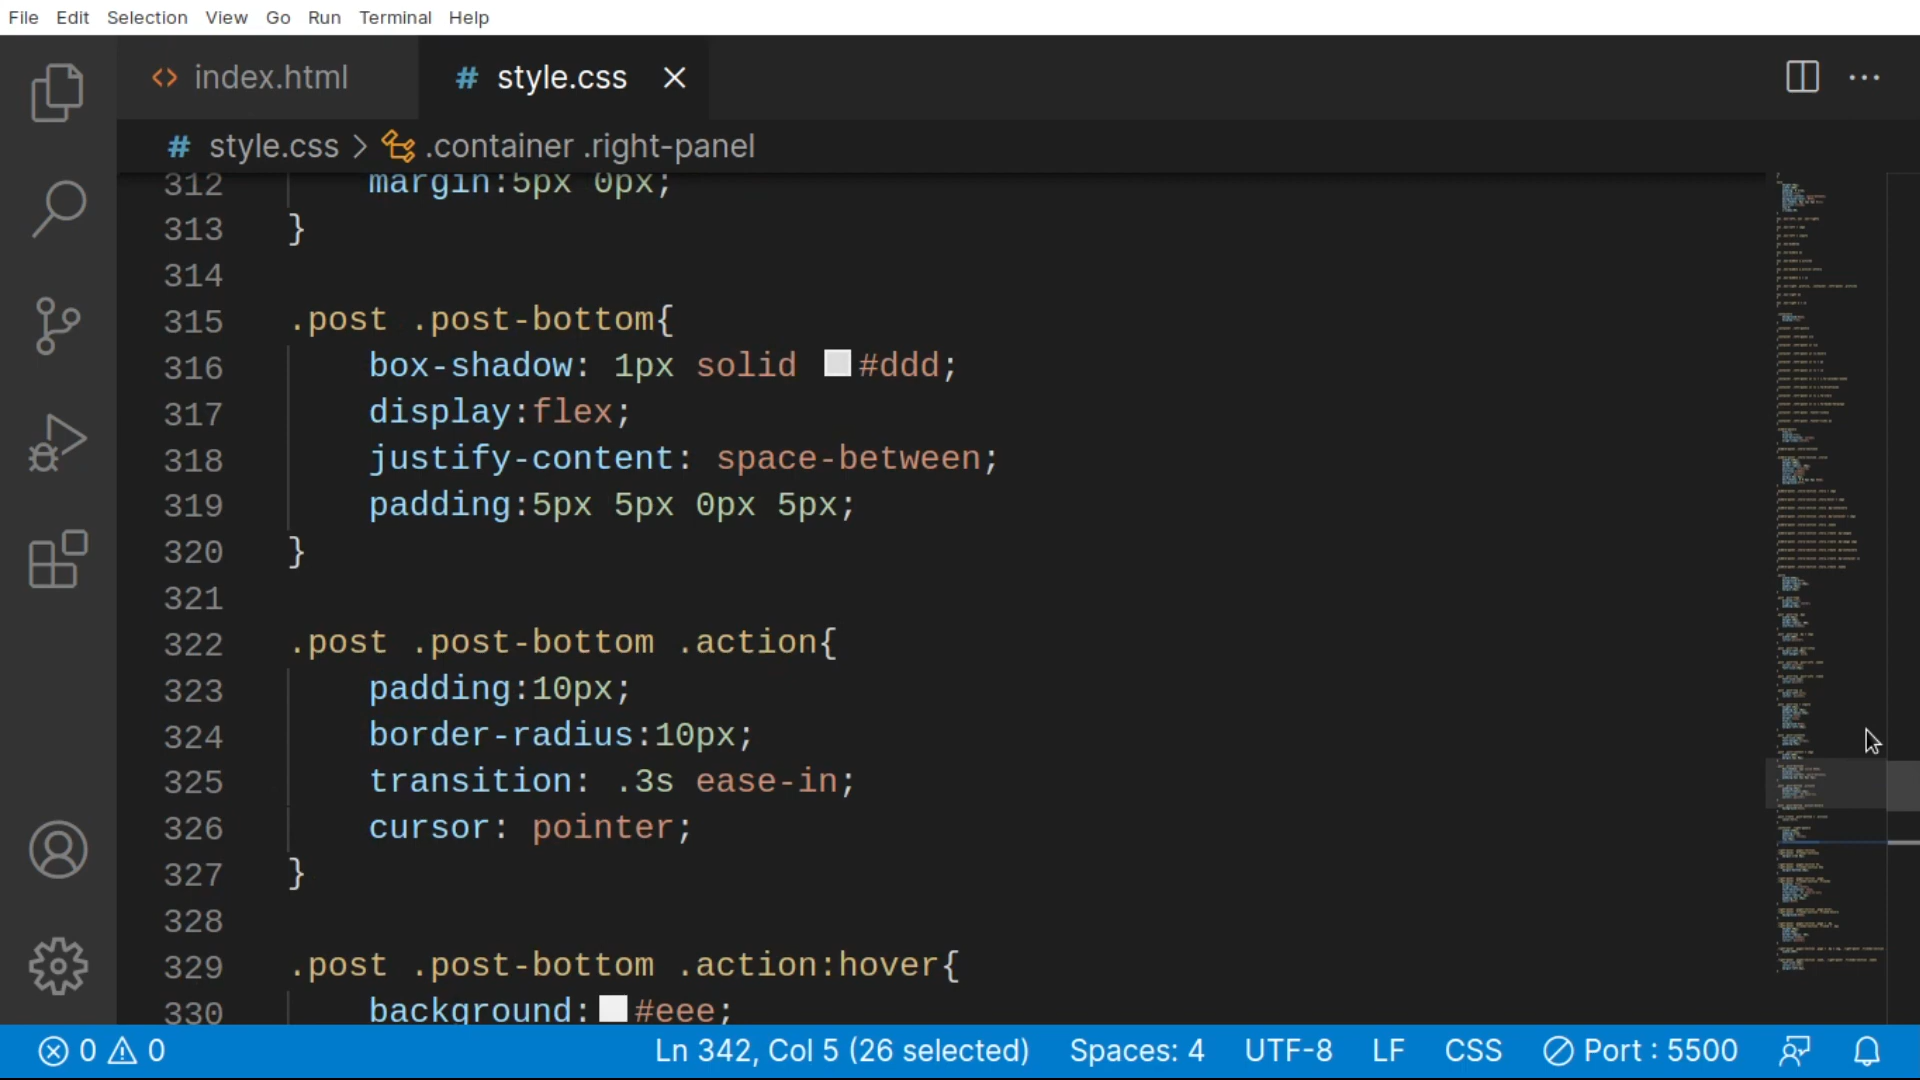 File Edit Selection View Go Run Terminal Help
<> index.html # style.css
# style.css > .container .right-panel
312 margin:5px 0px;
313 }
314
315 .post .post-bottom{
316 box-shadow: 1px solid #ddd;
317 display:flex;
318 justify-content: space-between;
319 padding:5px 5px 0px 5px;
320 }
321
322 .post .post-bottom .action{
323 padding:10px;
324 border-radius:10px;
325 transition: .3s ease-in;
326 cursor: pointer;
327 }
328
329 .post .post-bottom .action:hover{
330 background:#eee;
0 0 Ln 342, Col 5 (26 selected) Spaces: 4 UTF-8 LF CSS Port : 5500